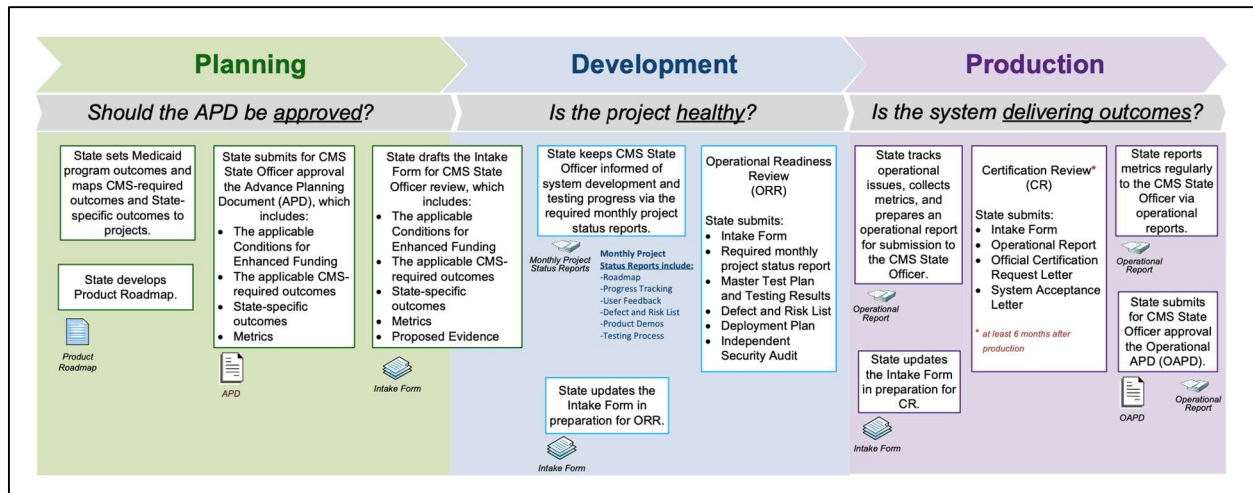 Planning
Should the APD be approved?
State sets Medicaid
program outcomes and
maps CMS-required
outcomes and State-
specific outcomes to
projects.
State develops
Product Roadmap.
Product
Roadmap
State submits for CMS
State Officer approval
the Advance Planning
Document (APD), which
includes:
• The applicable
Conditions for
Enhanced Funding
• The applicable CMS-
required outcomes
• State-specific
outcomes
• Metrics
APD
State drafts the Intake
Form for CMS State
Officer review, which
includes:
• The applicable
Conditions for
Enhanced Funding
• The applicable CMS-
required outcomes
• State-specific
outcomes
• Metrics
• Proposed Evidence
Intake Form
Development
Is the project healthy?
State keeps CMS State
Officer informed of
system development and
testing progress via the
required monthly project
status reports.
Monthly Project
Status Reports
Monthly Project
Status Reports include:
-Roadmap
-Progress Tracking
-User Feedback
-Defect and Risk List
-Product Demos
-Testing Process
State updates the
Intake Form in
preparation for ORR.
Intake Form
Operational Readiness
Review
(ORR)
State submits:
• Intake Form
• Required monthly
project status report
• Master Test Plan
and Testing Results
• Defect and Risk List
• Deployment Plan
• Independent
Security Audit
Production
Is the system delivering outcomes?
State tracks
operational
issues, collects
metrics, and
prepares an
operational report
for submission to
the CMS State
Officer.
Operational
Report
State updates
the Intake Form
in preparation for
CR.
Intake Form
Certification Review*
(CR)
State submits:
• Intake Form
• Operational Report
• Official Certification
Request Letter
• System Acceptance
Letter
* at least 6 months after
production
State reports
metrics regularly
to the CMS State
Officer via
operational
reports.
Operational
Report
State submits
for CMS State
Officer approval
the Operational
APD (OAPD).
OAPD
Operational
Report